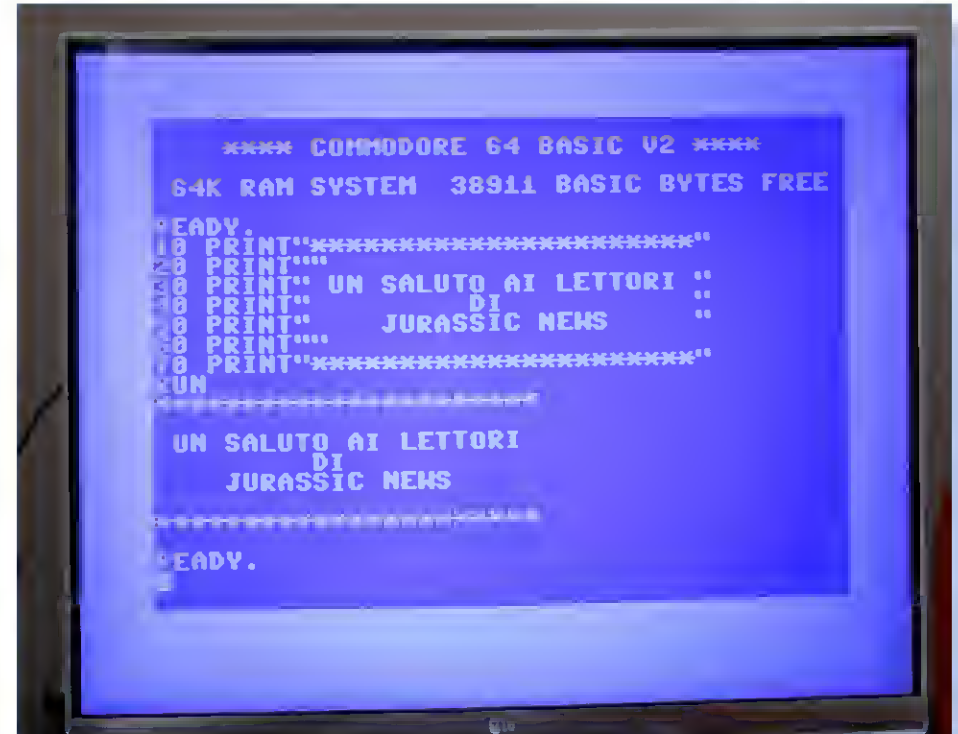 **** COMMODORE 64 BASIC V2 ****
64K RAM SYSTEM 38911 BASIC BYTES FREE
EADY.
0 PRINT"*********************"
0 PRINT""
0 PRINT" UN SALUTO AI LETTORI "
0 PRINT" DI "
0 PRINT" JURASSIC NEWS "
0 PRINT""
0 PRINT"*********************"
UN
*********************
UN SALUTO AI LETTORI
DI
JURASSIC NEWS
*********************
EADY.